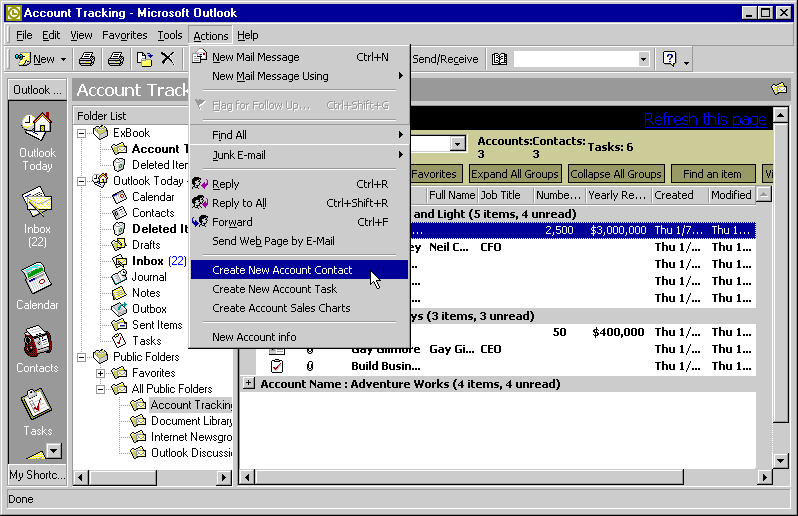 Account Tracking - Microsoft Outlook
File Edit View Favorites Tools Actions Help
New Send/Receive
Outlook ...
Outlook Today
Inbox (22)
Calendar
Contacts
Tasks
My Shortc...
Account Track
Folder List
ExBook
Account T
Deleted Iter
Outlook Today -
Calendar
Contacts
Deleted It
Drafts
Inbox (22)
Journal
Notes
Outbox
Sent Items
Tasks
Public Folders
Favorites
All Public Folders
Account Tracking
Document Library
Internet Newsgro
Outlook Discussi
New Mail Message Ctrl+N
New Mail Message Using
Flag for Follow Up... Ctrl+Shift+G
Find All
Junk E-mail
Reply Ctrl+R
Reply to All Ctrl+Shift+R
Forward Ctrl+F
Send Web Page by E-Mail
Create New Account Contact
Create New Account Task
Create Account Sales Charts
New Account info
Refresh this page
Accounts: Contacts: Tasks: 6
3 3
Favorites Expand All Groups Collapse All Groups Find an item Vi
Full Name Job Title Numbe... Yearly Re... Created Modified
and Light (5 items, 4 unread)
... 2,500 $3,000,000 Thu 1/7... Thu 1...
ey Neil C... CFO Thu 1/... Thu 1...
... Thu 1/... Thu 1...
... Thu 1/... Thu 1...
... Thu 1/... Thu 1...
ys (3 items, 3 unread)
50 $400,000 Thu 1/... Thu 1...
Gay Gilmore Gay Gi... CEO Thu 1/... Thu 1...
Build Busin... Thu 1/... Thu 1...
Account Name : Adventure Works (4 items, 4 unread)
Done